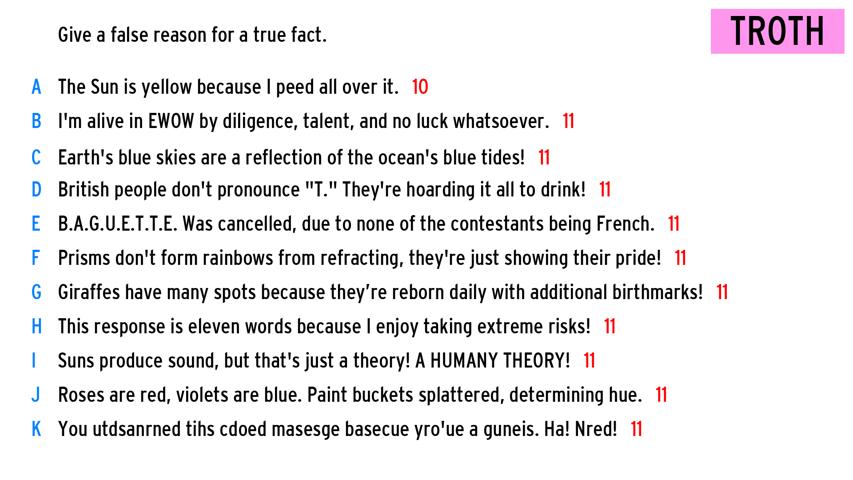 Give a false reason for a true fact.
TROTH
A The Sun is yellow because I peed all over it. 10
B I'm alive in EWOW by diligence, talent, and no luck whatsoever. 11
C Earth's blue skies are a reflection of the ocean's blue tides! 11
D British people don't pronounce "T." They're hoarding it all to drink! 11
E B.A.G.U.E.T.T.E. Was cancelled, due to none of the contestants being French. 11
F Prisms don't form rainbows from refracting, they're just showing their pride! 11
G Giraffes have many spots because they’re reborn daily with additional birthmarks! 11
H This response is eleven words because I enjoy taking extreme risks! 11
I Suns produce sound, but that's just a theory! A HUMANY THEORY! 11
J Roses are red, violets are blue. Paint buckets splattered, determining hue. 11
K You utdsanrned tihs cdoed masesge basecue yro'ue a guneis. Ha! Nred! 11